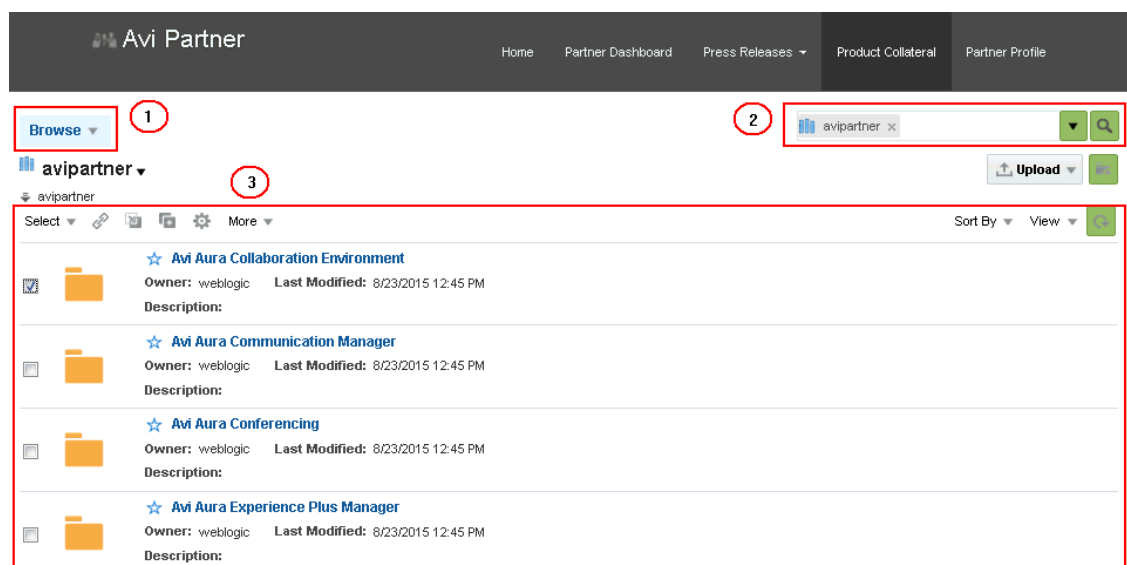 Avi Partner
Home Partner Dashboard Press Releases Product Collateral Partner Profile
Browse 1 2 avipartner ×
avipartner Upload
avipartner 3
Select More Sort By View
Avi Aura Collaboration Environment
Owner: weblogic Last Modified: 8/23/2015 12:45 PM
Description:
Avi Aura Communication Manager
Owner: weblogic Last Modified: 8/23/2015 12:45 PM
Description:
Avi Aura Conferencing
Owner: weblogic Last Modified: 8/23/2015 12:45 PM
Description:
Avi Aura Experience Plus Manager
Owner: weblogic Last Modified: 8/23/2015 12:45 PM
Description: